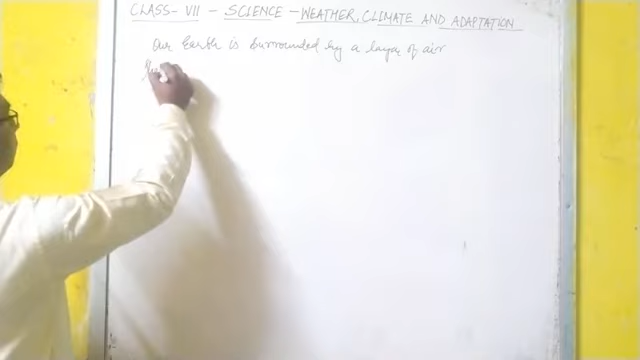 CLASS- VII - SCIENCE - WEATHER, CLIMATE AND ADAPTATION
Our Earth is surrounded by a layer of air